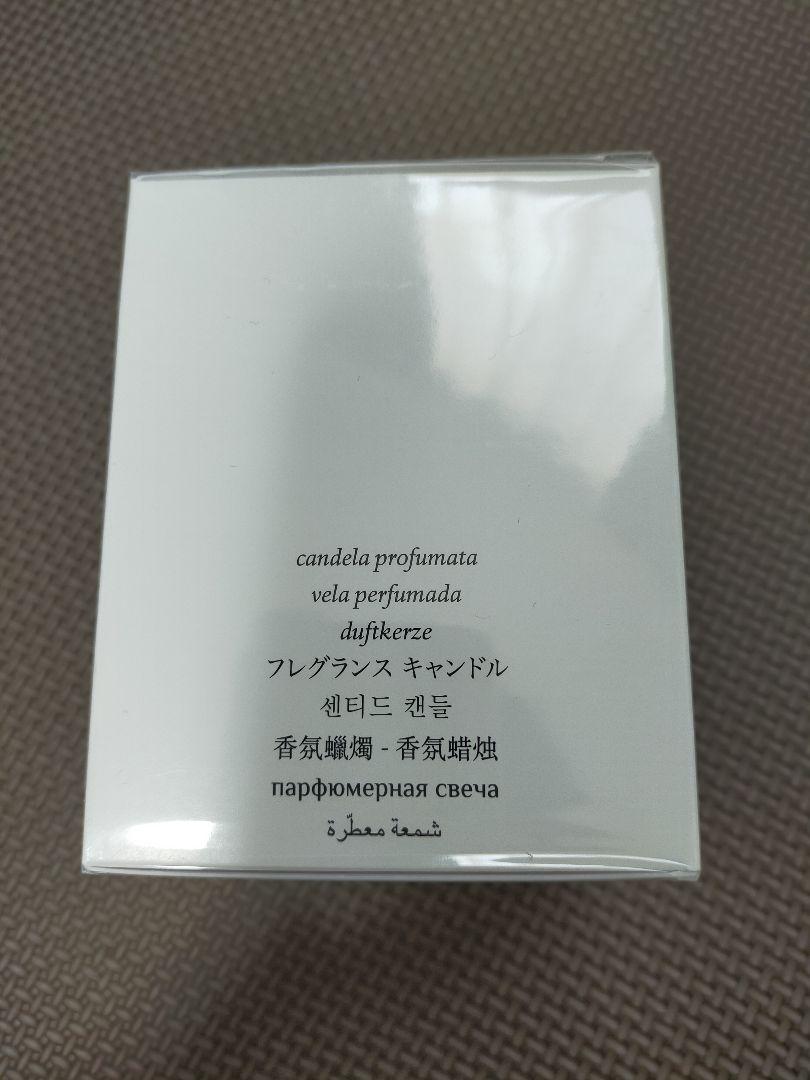 candela profumata
vela perfumada
duftkerze
フレグランス キャンドル
센티드 캔들
香氛蠟燭 - 香氛蜡烛
парфюмерная свеча
شمعة معطّرة